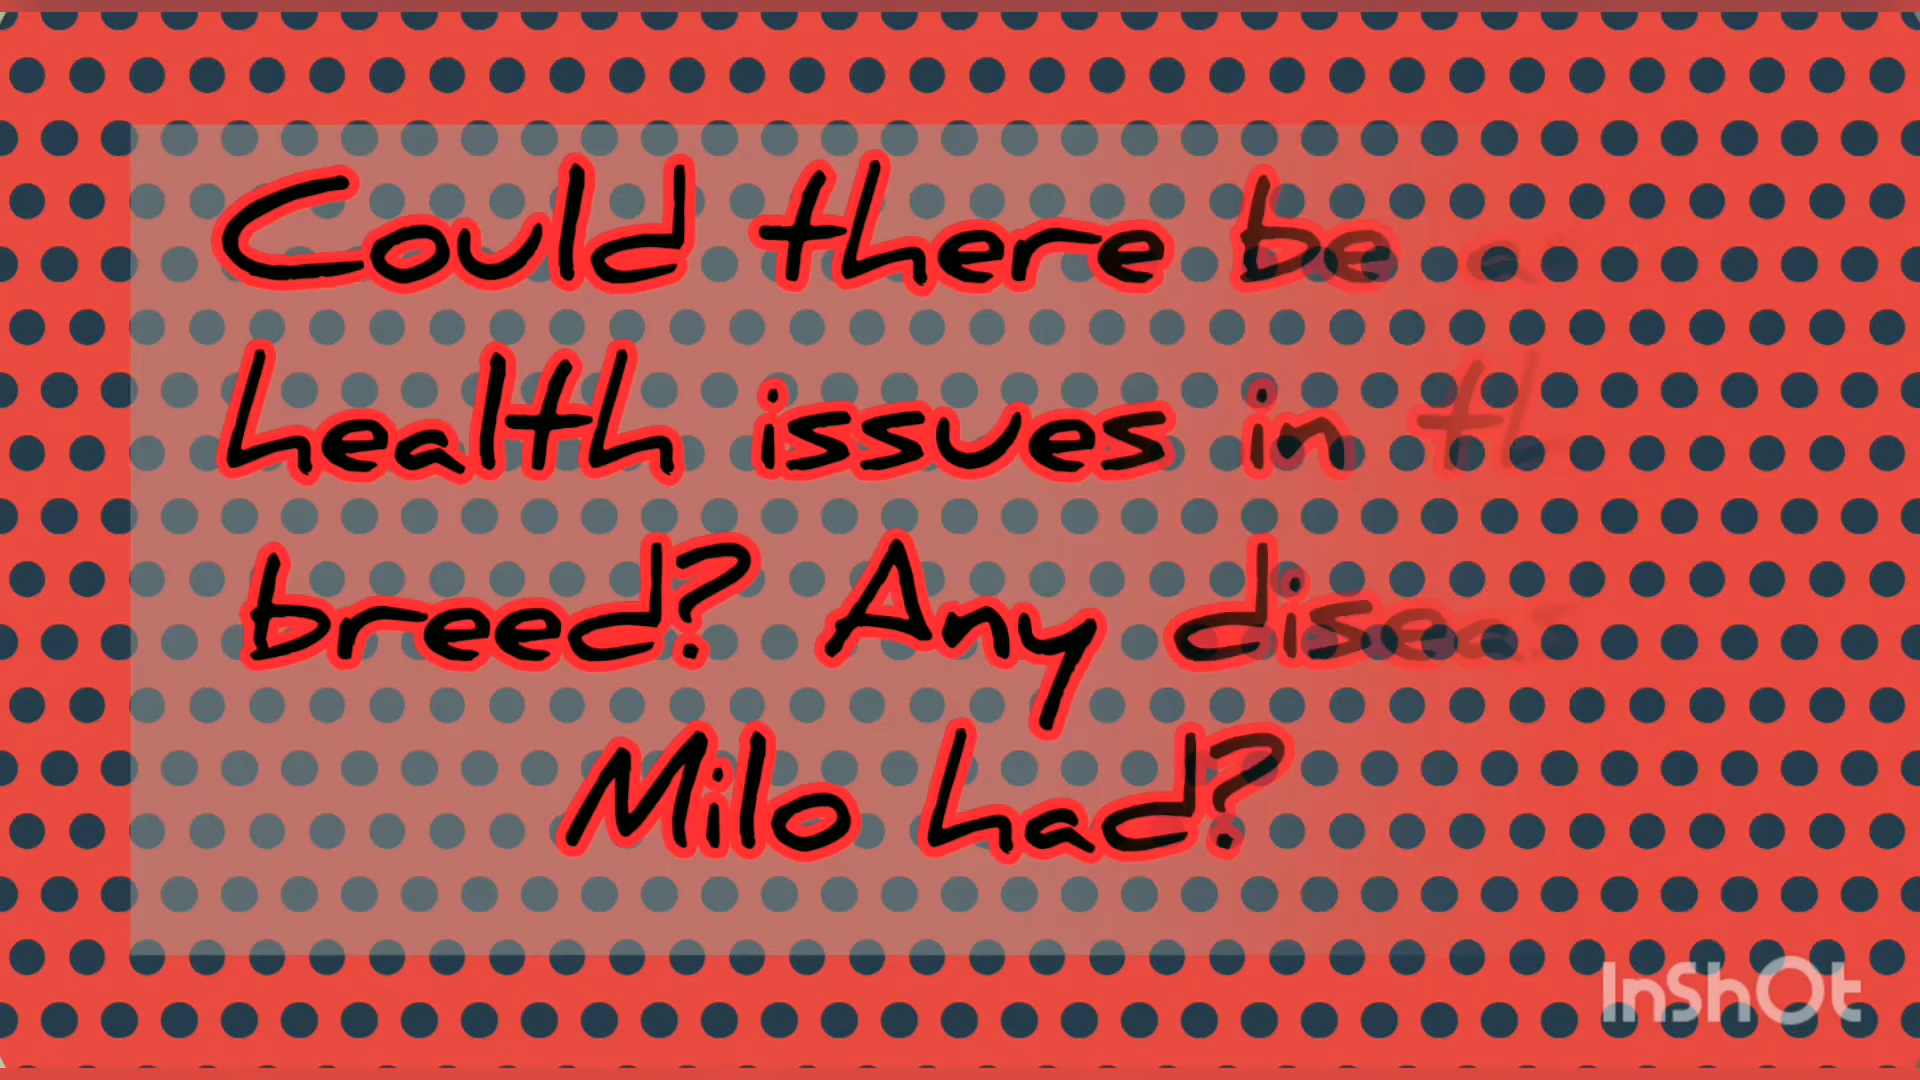 Could there be
health issues in
breed? Any
Milo had?
InShOt